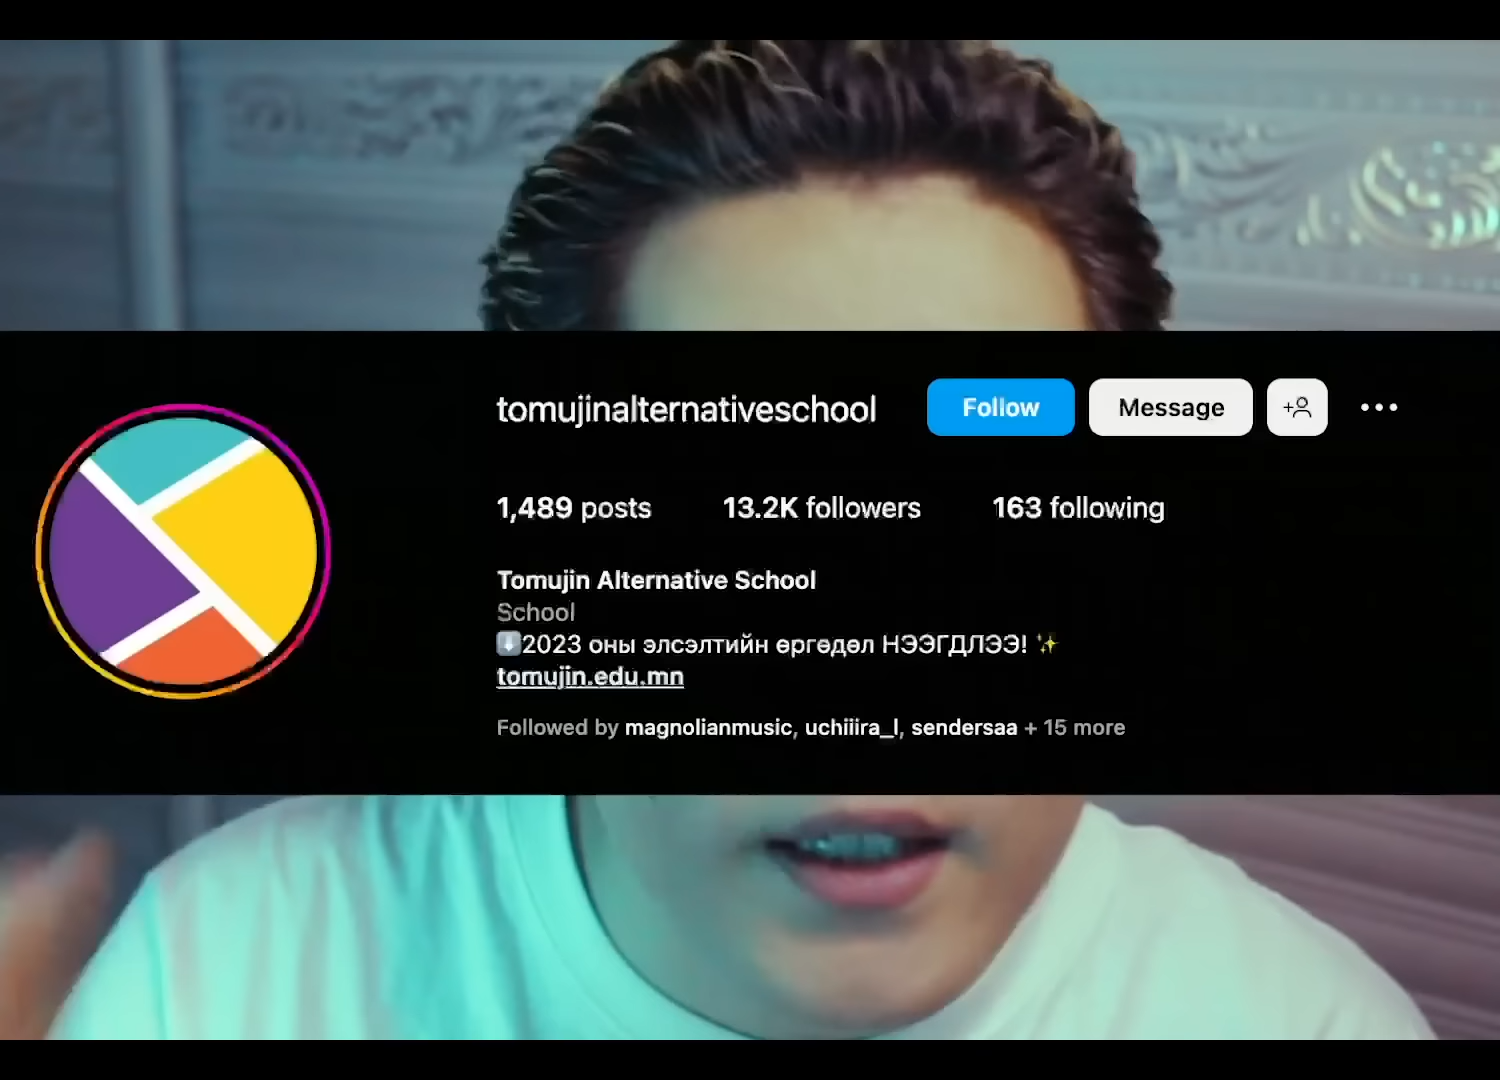 tomujinalternativeschool Follow Message
1,489 posts 13.2K followers 163 following
Tomujin Alternative School
School
⬇️2023 оны элсэлтийн өргөдөл НЭЭГДЛЭЭ! ✨
tomujin.edu.mn
Followed by magnolianmusic, uchiiira_l, sendersaa + 15 more